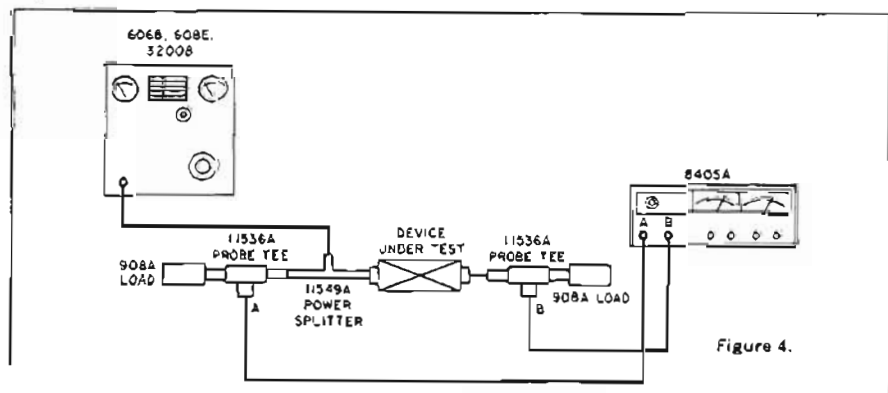 606B, 608E,
3200B
8405A
A B
11536A
PROBE TEE
DEVICE
UNDER TEST
11536A
PROBE TEE
908A
LOAD
A
11549A
POWER
SPLITTER
B
908A LOAD
Figure 4.